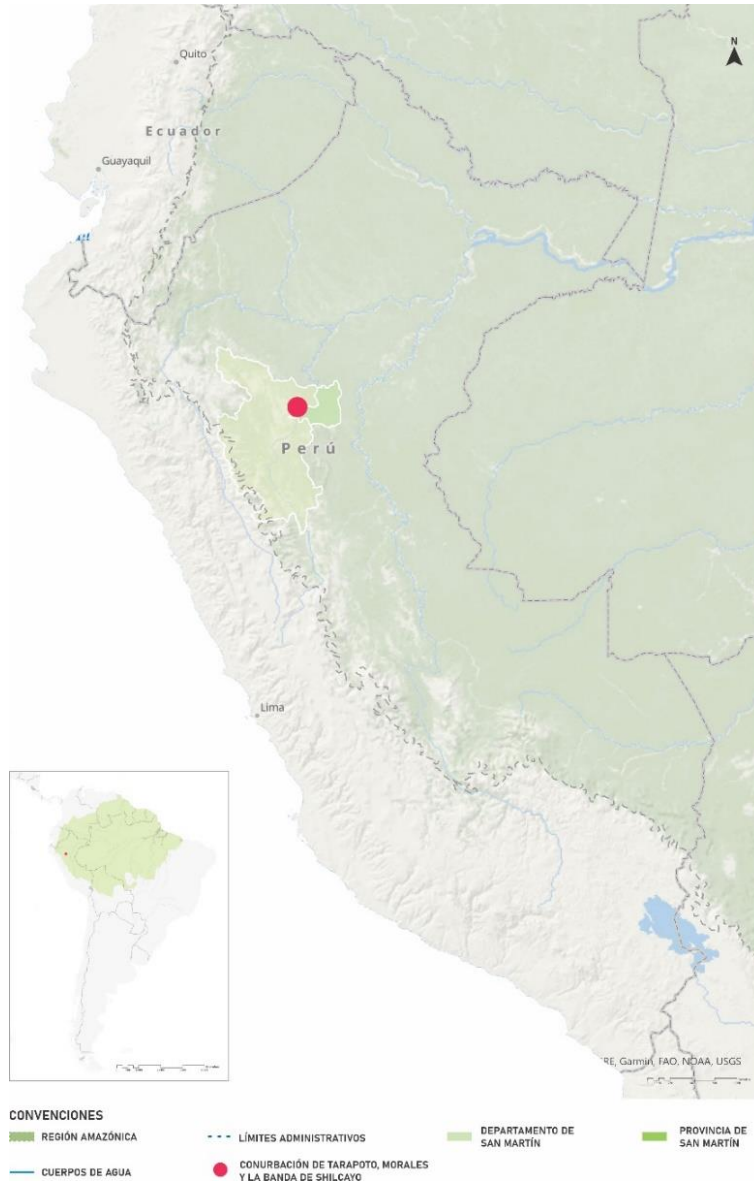 N
Quito
Ecuador
Guayaquil
Perú
Lima
RE, Garmin, FAO, NOAA, USGS
CONVENCIONES
REGIÓN AMAZÓNICA
LÍMITES ADMINISTRATIVOS
DEPARTAMENTO DE
SAN MARTÍN
PROVINCIA DE
SAN MARTÍN
CUERPOS DE AGUA
CONURBACIÓN DE TARAPOTO, MORALES
Y LA BANDA DE SHILCAYO